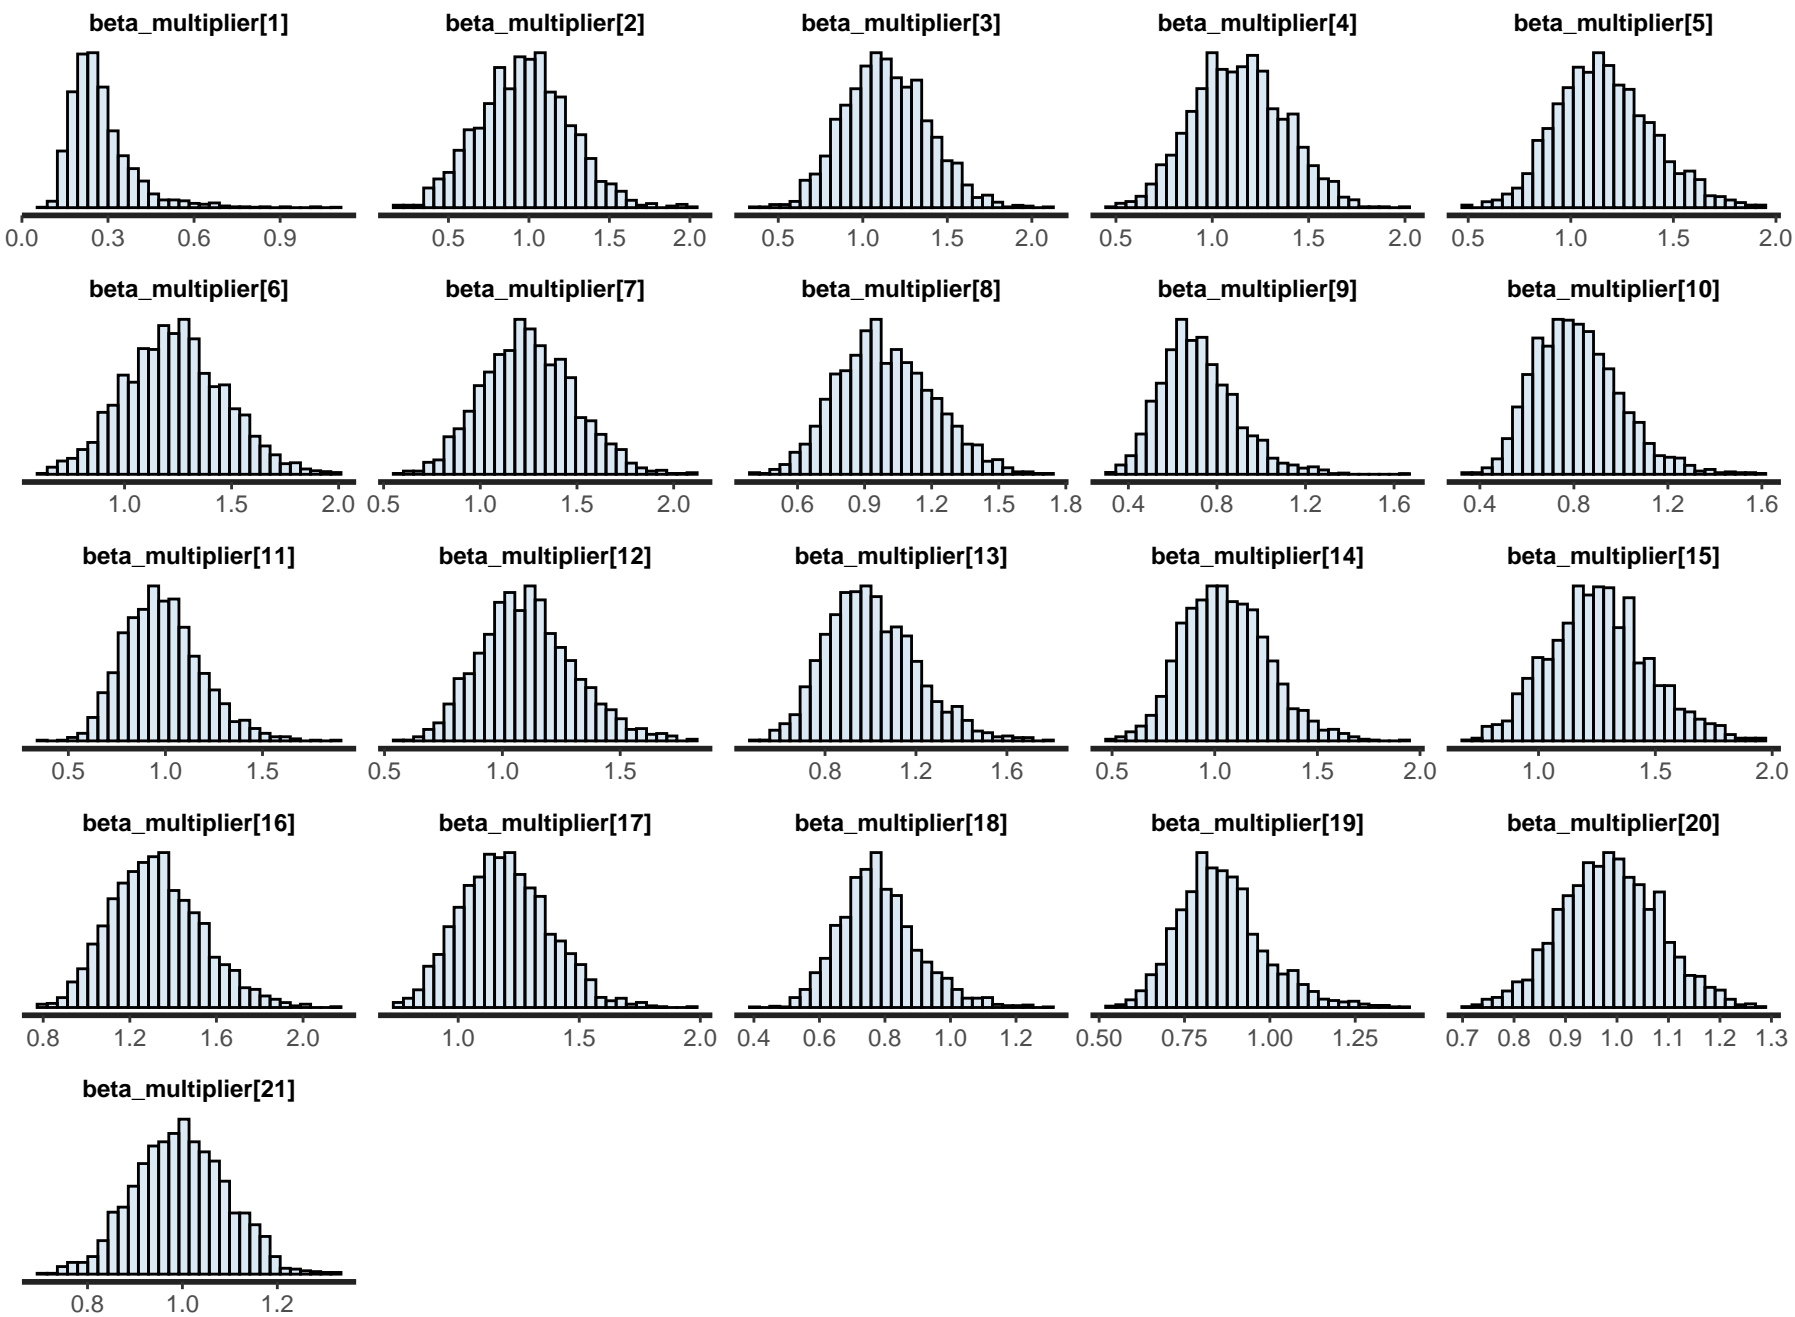 beta_multiplier[1] beta_multiplier[2] beta_multiplier[3] beta_multiplier[4] beta_multiplier[5]
0.0 0.3 0.6 0.9 0.5 1.0 1.5 2.0 0.5 1.0 1.5 2.0 0.5 1.0 1.5 2.0 0.5 1.0 1.5 2.0
beta_multiplier[6] beta_multiplier[7] beta_multiplier[8] beta_multiplier[9] beta_multiplier[10]
1.0 1.5 2.0 0.5 1.0 1.5 2.0 0.6 0.9 1.2 1.5 1.8 0.4 0.8 1.2 1.6 0.4 0.8 1.2 1.6
beta_multiplier[11] beta_multiplier[12] beta_multiplier[13] beta_multiplier[14] beta_multiplier[15]
0.5 1.0 1.5 0.5 1.0 1.5 0.8 1.2 1.6 0.5 1.0 1.5 2.0 1.0 1.5 2.0
beta_multiplier[16] beta_multiplier[17] beta_multiplier[18] beta_multiplier[19] beta_multiplier[20]
0.8 1.2 1.6 2.0 1.0 1.5 2.0 0.4 0.6 0.8 1.0 1.2 0.50 0.75 1.00 1.25 0.7 0.8 0.9 1.0 1.1 1.2 1.3
beta_multiplier[21]
0.8 1.0 1.2